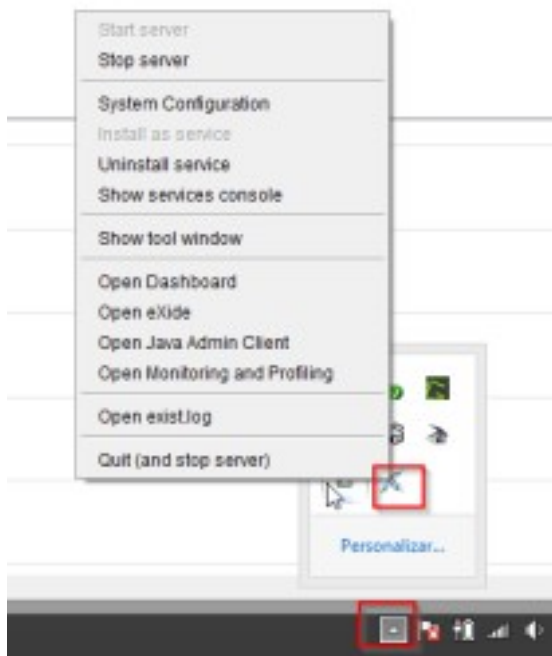 Start server
Stop server
System Configuration
Install as service
Uninstall service
Show services console
Show tool window
Open Dashboard
Open eXide
Open Java Admin Client
Open Monitoring and Profiling
Open exist.log
Quit (and stop server)
Personalizar...